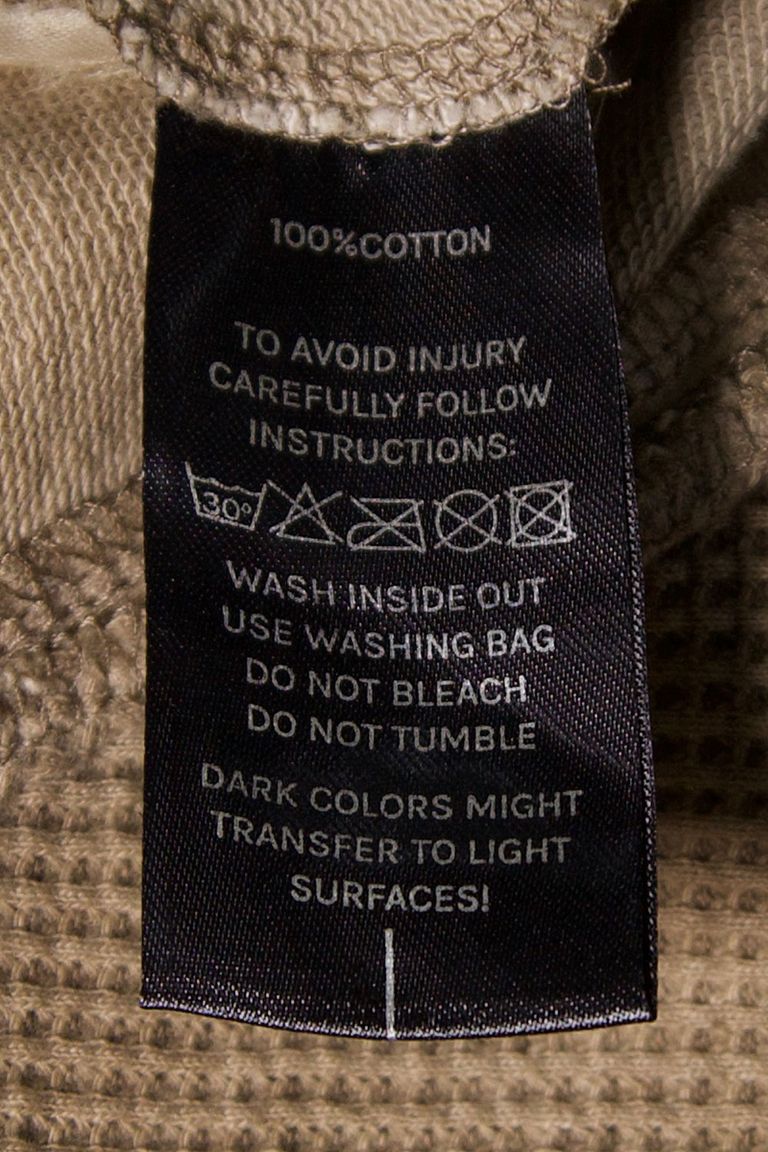 100%COTTON
TO AVOID INJURY
CAREFULLY FOLLOW
INSTRUCTIONS:
30°
WASH INSIDE OUT
USE WASHING BAG
DO NOT BLEACH
DO NOT TUMBLE
DARK COLORS MIGHT
TRANSFER TO LIGHT
SURFACES!